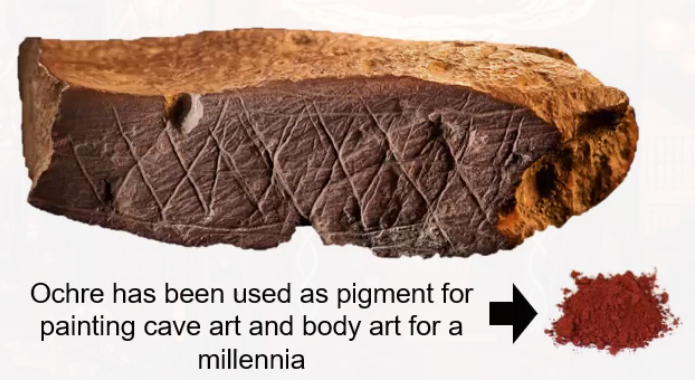 Ochre has been used as pigment for
painting cave art and body art for a
millennia